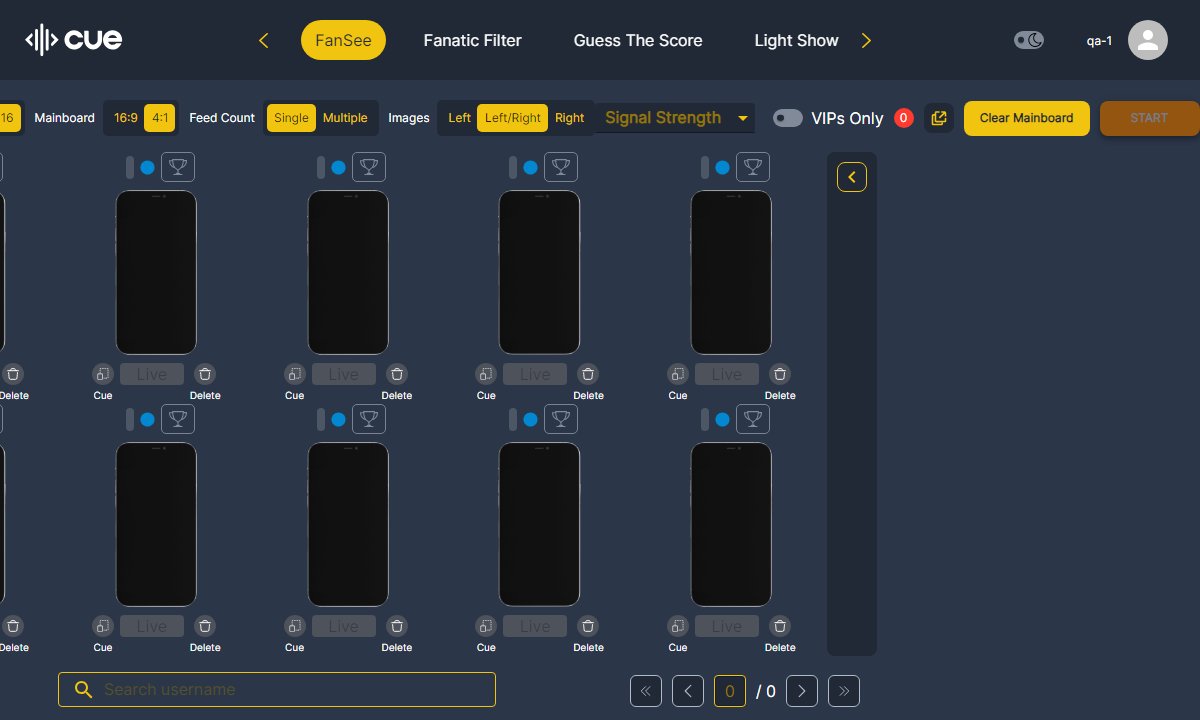 cue
FanSee
Fanatic Filter
Guess The Score
Light Show
qa-1
16
Mainboard
16:9
4:1
Feed Count
Single
Multiple
Images
Left
Left/Right
Right
Signal Strength
VIPs Only
0
Clear Mainboard
START
Delete
Live
Cue
Delete
Live
Cue
Delete
Live
Cue
Delete
Live
Cue
Delete
Delete
Live
Cue
Delete
Live
Cue
Delete
Live
Cue
Delete
Live
Cue
Delete
Search username
0
/ 0